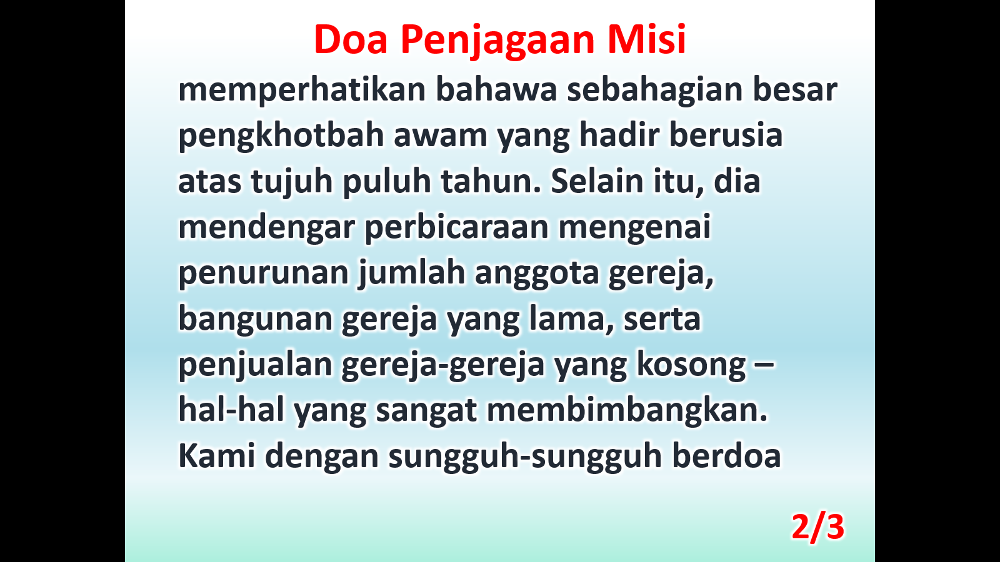 Doa Penjagaan Misi
memperhatikan bahawa sebahagian besar
pengkhotbah awam yang hadir berusia
atas tujuh puluh tahun. Selain itu, dia
mendengar perbicaraan mengenai
penurunan jumlah anggota gereja,
bangunan gereja yang lama, serta
penjualan gereja-gereja yang kosong –
hal-hal yang sangat membimbangkan.
Kami dengan sungguh-sungguh berdoa
2/3